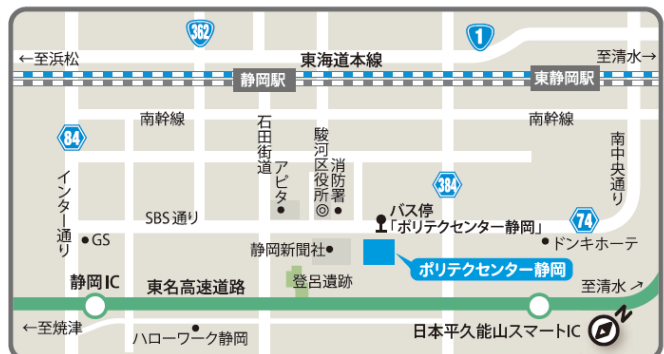 362
1
←至浜松
東海道本線
至清水→
静岡駅
東静岡駅
84
南幹線
石田街道
駿河区役所
消防署
アピタ
南幹線
南中央通り
384
インター通り
SBS通り
バス停
「ポリテクセンター静岡」
74
GS
静岡新聞社
ドンキホーテ
ポリテクセンター静岡
静岡IC
東名高速道路
登呂遺跡
至清水↗
←至焼津
ハローワーク静岡
日本平久能山スマートIC
N